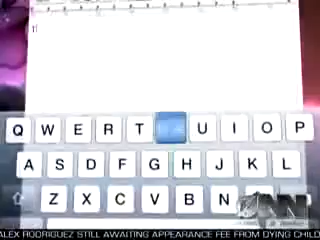 Q W E R T U I O P
A S D F G H J K L
Z X C V B N
ALEX RODRIGUEZ STILL AWAITING APPEARANCE FEE FROM DYING CHILD